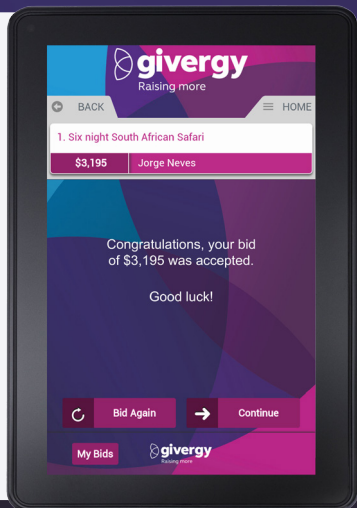 givergy
Raising more
BACK
HOME
1. Six night South African Safari
$3,195 Jorge Neves
Congratulations, your bid
of $3,195 was accepted.
Good luck!
Bid Again
Continue
My Bids
givergy
Raising more